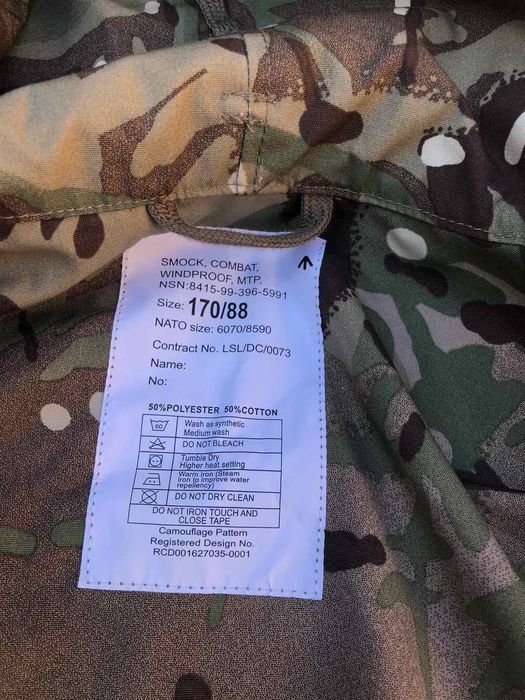 SMOCK, COMBAT,
WINDPROOF, MTP,
NSN:8415-99-396-5991
Size: 170/88
NATO size: 6070/8590
Contract No. LSL/DC/0073
Name:
No:
50%POLYESTER 50%COTTON
60
Wash as synthetic
Medium wash
DO NOT BLEACH
Tumble Dry
Higher heat setting
Warm Iron (Steam
iron to improve water
repellency)
DO NOT DRY CLEAN
DO NOT IRON TOUCH AND
CLOSE TAPE
Camouflage Pattern
Registered Design No.
RCD001627035-0001